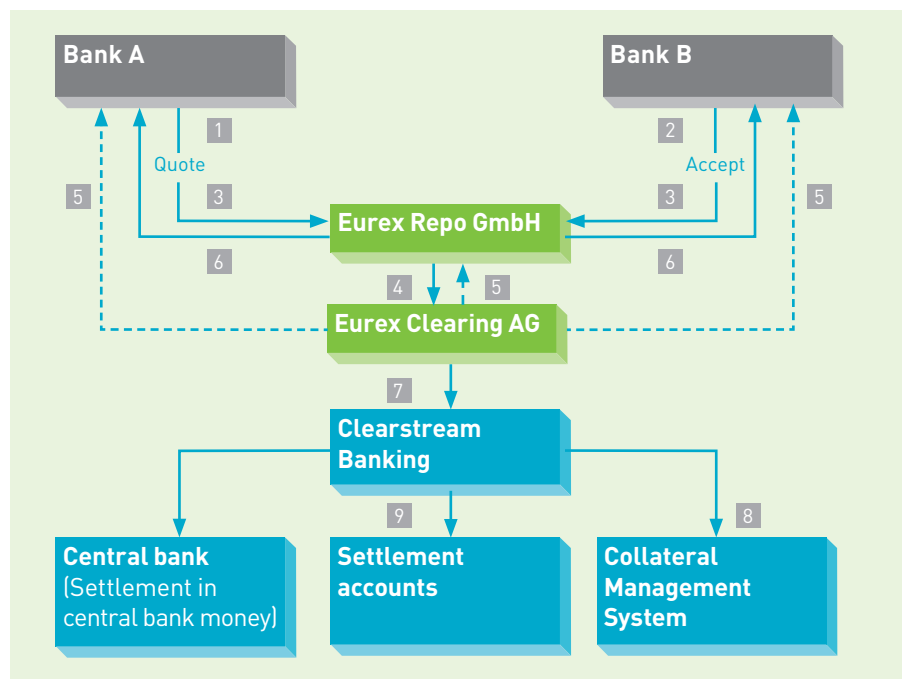 Bank A
Bank B
1
2
Quote
Accept
5
3
3
5
Eurex Repo GmbH
6
6
4
5
Eurex Clearing AG
7
Clearstream
Banking
9
8
Central bank
(Settlement in
central bank money)
Settlement
accounts
Collateral
Management
System